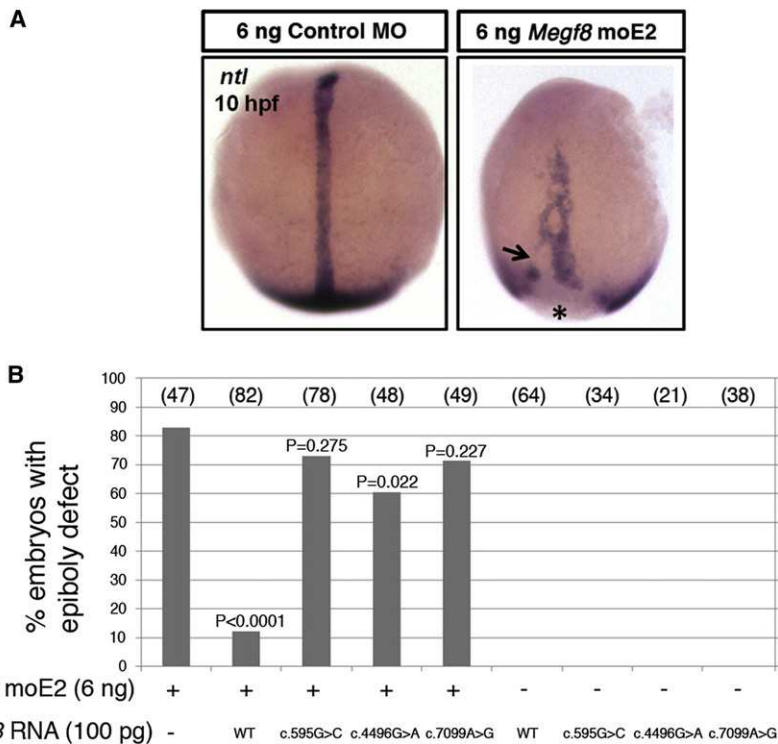 A
6 ng Control MO
6 ng Megf8 moE2
ntl
10 hpf
*
B
% embryos with
epiboly defect
100
90
80
70
60
50
40
30
20
10
0
(47) (82) (78) (48) (49) (64) (34) (21) (38)
P<0.0001
P=0.275
P=0.022
P=0.227
moE2 (6 ng) + + + + + - - - -
8 RNA (100 pg) - WT c.595G>C c.4496G>A c.7099A>G WT c.595G>C c.4496G>A c.7099A>G